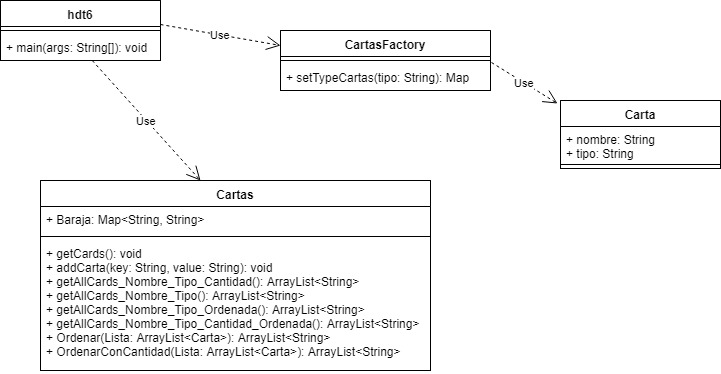 hdt6
+ main(args: String[]): void
Use
CartasFactory
+ setTypeCartas(tipo: String): Map
Use
Carta
+ nombre: String
+ tipo: String
Use
Cartas
+ Baraja: Map<String, String>
+ getCards(): void
+ addCarta(key: String, value: String): void
+ getAllCards_Nombre_Tipo_Cantidad(): ArrayList<String>
+ getAllCards_Nombre_Tipo(): ArrayList<String>
+ getAllCards_Nombre_Tipo_Ordenada(): ArrayList<String>
+ getAllCards_Nombre_Tipo_Cantidad_Ordenada(): ArrayList<String>
+ Ordenar(Lista: ArrayList<Carta>): ArrayList<String>
+ OrdenarConCantidad(Lista: ArrayList<Carta>): ArrayList<String>